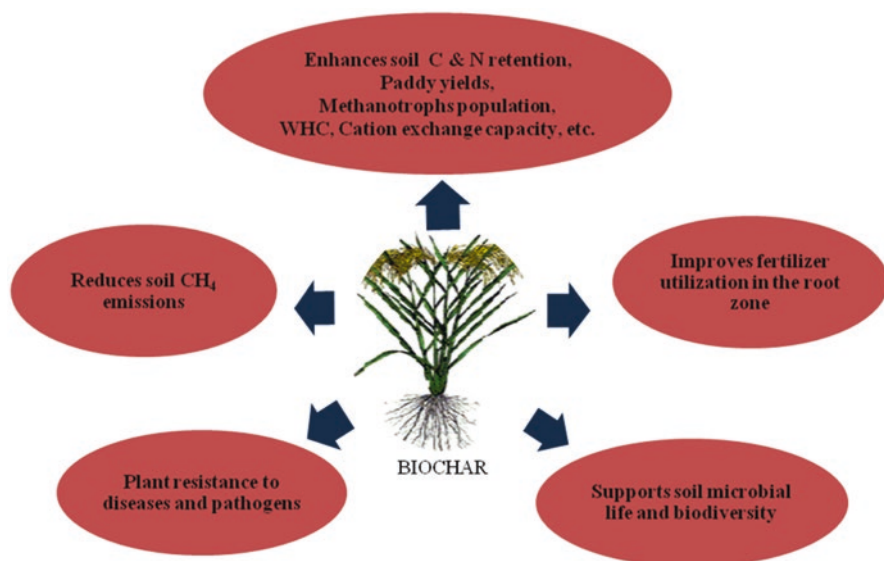 Enhances soil C & N retention,
Paddy yields,
Methanotrophs population,
WHC, Cation exchange capacity, etc.
Reduces soil CH₄
emissions
Improves fertilizer
utilization in the root
zone
BIOCHAR
Plant resistance to
diseases and pathogens
Supports soil microbial
life and biodiversity